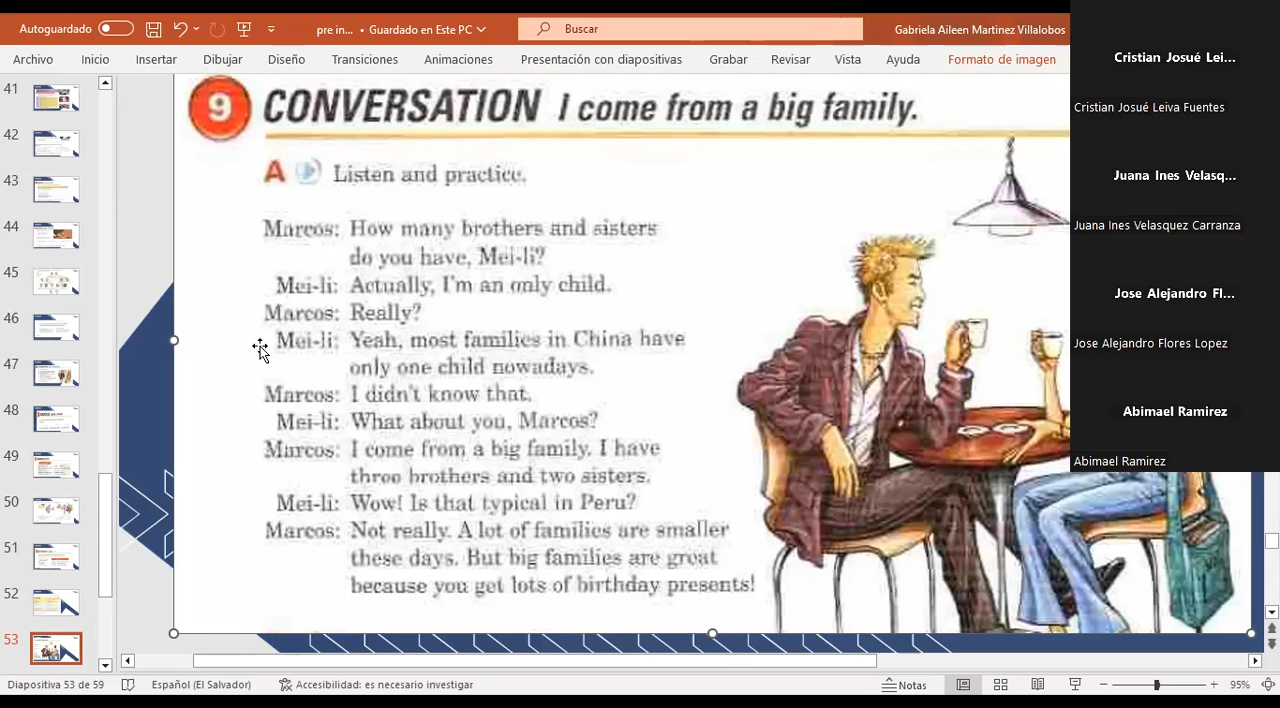 Autoguardado
pre in... • Guardado en Este PC
Buscar
Gabriela Aileen Martinez Villalobos
Archivo Inicio Insertar Dibujar Diseño Transiciones Animaciones Presentación con diapositivas Grabar Revisar Vista Ayuda Formato de imagen
41
42
43
44
45
46
47
48
49
50
51
52
53
9 CONVERSATION I come from a big family.
A Listen and practice.
Marcos: How many brothers and sisters
do you have, Mei-li?
Mei-li: Actually, I'm an only child.
Marcos: Really?
Mei-li: Yeah, most families in China have
only one child nowadays.
Marcos: I didn't know that.
Mei-li: What about you, Marcos?
Marcos: I come from a big family. I have
three brothers and two sisters.
Mei-li: Wow! Is that typical in Peru?
Marcos: Not really. A lot of families are smaller
these days. But big families are great
because you get lots of birthday presents!
Cristian Josué Lei...
Cristian Josué Leiva Fuentes
Juana Ines Velasq...
Juana Ines Velasquez Carranza
Jose Alejandro Fl...
Jose Alejandro Flores Lopez
Abimael Ramirez
Abimael Ramirez
Diapositiva 53 de 59 Español (El Salvador) Accesibilidad: es necesario investigar Notas 95%